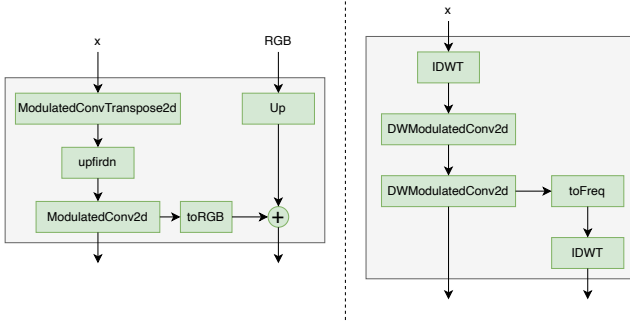 x
RGB
ModulatedConvTranspose2d
Up
upfirdn
ModulatedConv2d
toRGB
+
x
IDWT
DWModulatedConv2d
DWModulatedConv2d
toFreq
IDWT